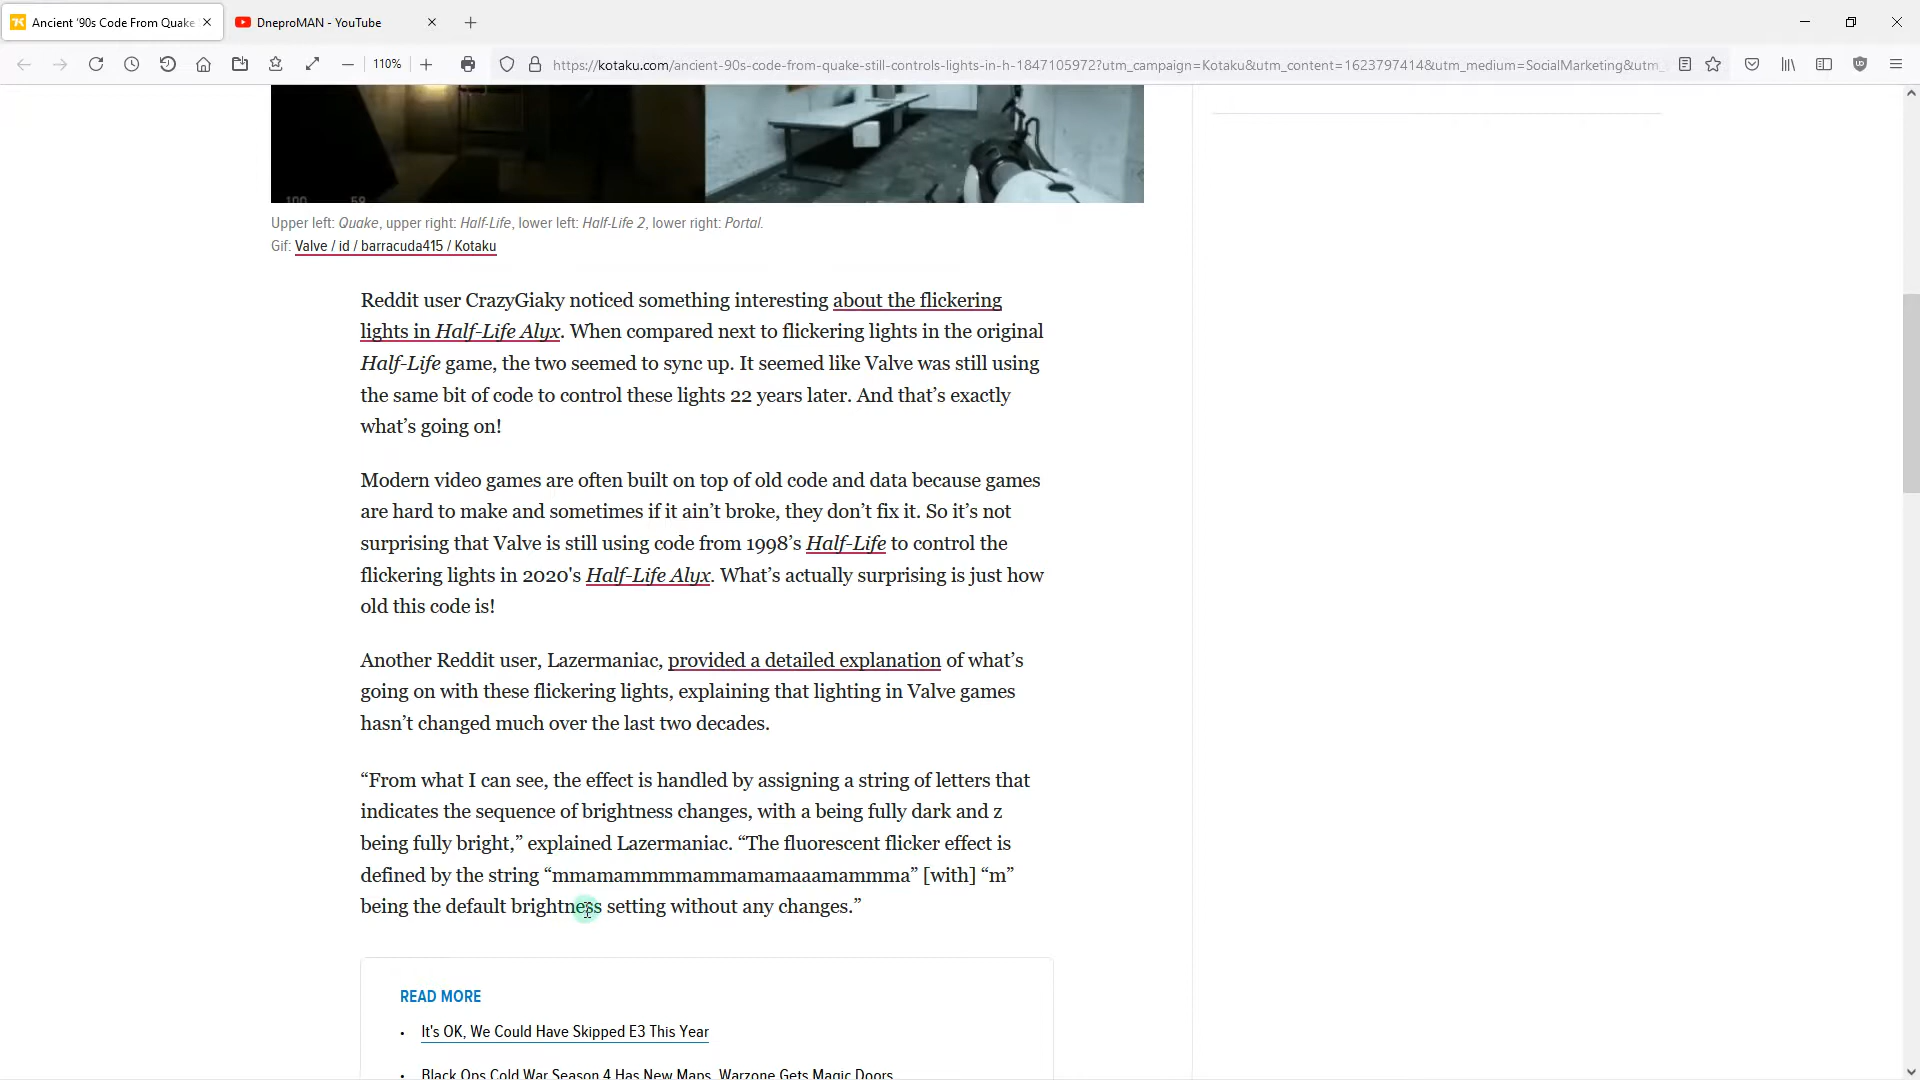 Ancient '90s Code From Quake
DneproMAN - YouTube
110%
https://kotaku.com/ancient-90s-code-from-quake-still-controls-lights-in-h-1847105972?utm_campaign=Kotaku&utm_content=1623797414&utm_medium=SocialMarketing&utm_
Upper left: Quake, upper right: Half-Life, lower left: Half-Life 2, lower right: Portal.
Gif: Valve / id / barracuda415 / Kotaku
Reddit user CrazyGiaky noticed something interesting about the flickering
lights in Half-Life Alyx. When compared next to flickering lights in the original
Half-Life game, the two seemed to sync up. It seemed like Valve was still using
the same bit of code to control these lights 22 years later. And that’s exactly
what’s going on!
Modern video games are often built on top of old code and data because games
are hard to make and sometimes if it ain’t broke, they don’t fix it. So it’s not
surprising that Valve is still using code from 1998’s Half-Life to control the
flickering lights in 2020's Half-Life Alyx. What’s actually surprising is just how
old this code is!
Another Reddit user, Lazermaniac, provided a detailed explanation of what’s
going on with these flickering lights, explaining that lighting in Valve games
hasn’t changed much over the last two decades.
“From what I can see, the effect is handled by assigning a string of letters that
indicates the sequence of brightness changes, with a being fully dark and z
being fully bright,” explained Lazermaniac. “The fluorescent flicker effect is
defined by the string “mmamammmmammamamaaamammma” [with] “m”
being the default brightness setting without any changes.”
READ MORE
• It's OK, We Could Have Skipped E3 This Year
• Black Ops Cold War Season 4 Has New Maps, Warzone Gets Magic Doors